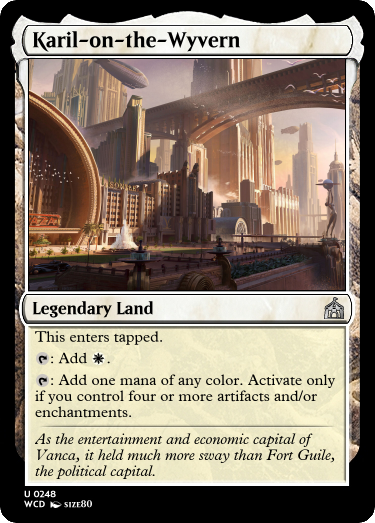 Karil-on-the-Wyvern
Legendary Land
This enters tapped.
: Add .
: Add one mana of any color. Activate only
if you control four or more artifacts and/or
enchantments.
As the entertainment and economic capital of
Vanca, it held much more sway than Fort Guile,
the political capital.
U 0248
WCD SIZE80